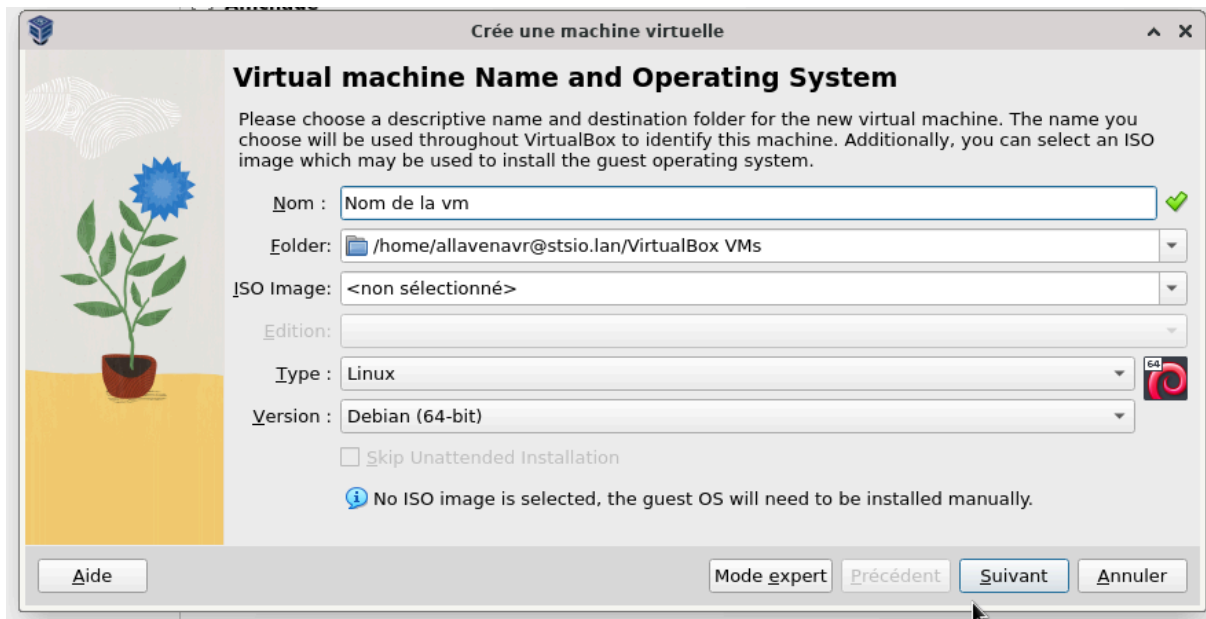 Affichage
Crée une machine virtuelle
Virtual machine Name and Operating System
Please choose a descriptive name and destination folder for the new virtual machine. The name you
choose will be used throughout VirtualBox to identify this machine. Additionally, you can select an ISO
image which may be used to install the guest operating system.
Nom : Nom de la vm
Folder: /home/allavenavr@stsio.lan/VirtualBox VMs
ISO Image: <non sélectionné>
Edition:
Type : Linux 64
Version : Debian (64-bit)
Skip Unattended Installation
No ISO image is selected, the guest OS will need to be installed manually.
Aide Mode expert Précédent Suivant Annuler